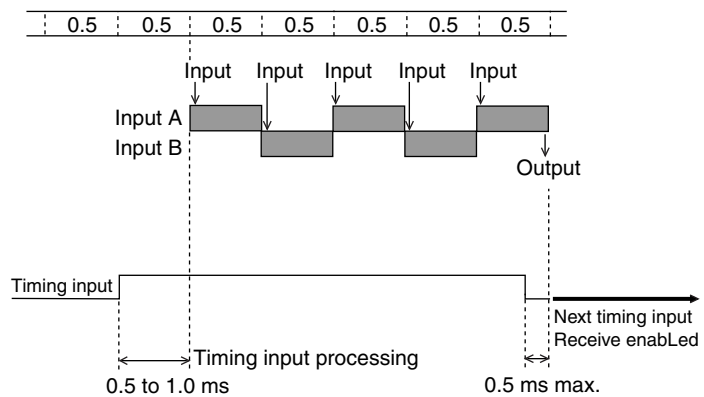 0.5 0.5 0.5 0.5 0.5 0.5 0.5
Input Input Input Input Input
Input A
Input B
Output
Timing input
Next timing input
Receive enabLed
Timing input processing
0.5 to 1.0 ms
0.5 ms max.